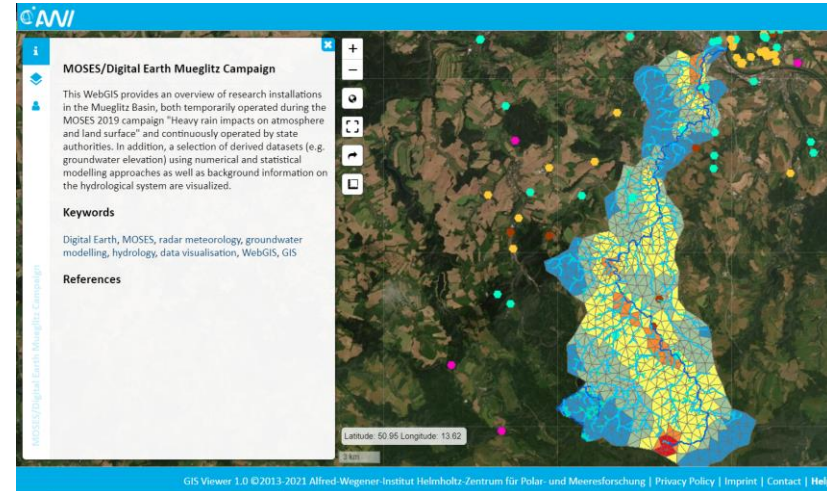 AWI
i
MOSES/Digital Earth Mueglitz Campaign
This WebGIS provides an overview of research installations
in the Mueglitz Basin, both temporarily operated during the
MOSES 2019 campaign "Heavy rain impacts on atmosphere
and land surface" and continuously operated by state
authorities. In addition, a selection of derived datasets (e.g.
groundwater elevation) using numerical and statistical
modelling approaches as well as background information on
the hydrological system are visualized.
Keywords
Digital Earth, MOSES, radar meteorology, groundwater
modelling, hydrology, data visualisation, WebGIS, GIS
References
MOSES/Digital Earth Mueglitz Campaign
+
−
Latitude: 50.95 Longitude: 13.62
3 km
GIS Viewer 1.0 ©2013-2021 Alfred-Wegener-Institut Helmholtz-Zentrum für Polar- und Meeresforschung | Privacy Policy | Imprint | Contact | Hel